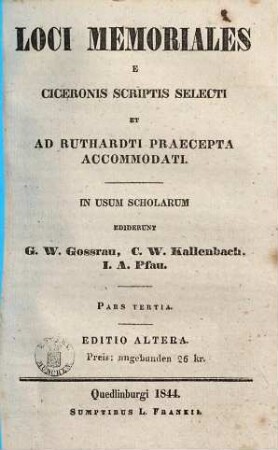 LOCI MEMORIALES
E
CICERONIS SCRIPTIS SELECTI
ET
AD RUTHARDTI PRAECEPTA
ACCOMMODATI.
IN USUM SCHOLARUM
EDIDERUNT
G. W. Gossrau, C. W. Kallenbach,
I. A. Pfau.
PARS TERTIA.
EDITIO ALTERA.
Preis: ungebunden 26 kr.
Quedlinburgi 1844.
SUMPTIBUS L. FRANKII.